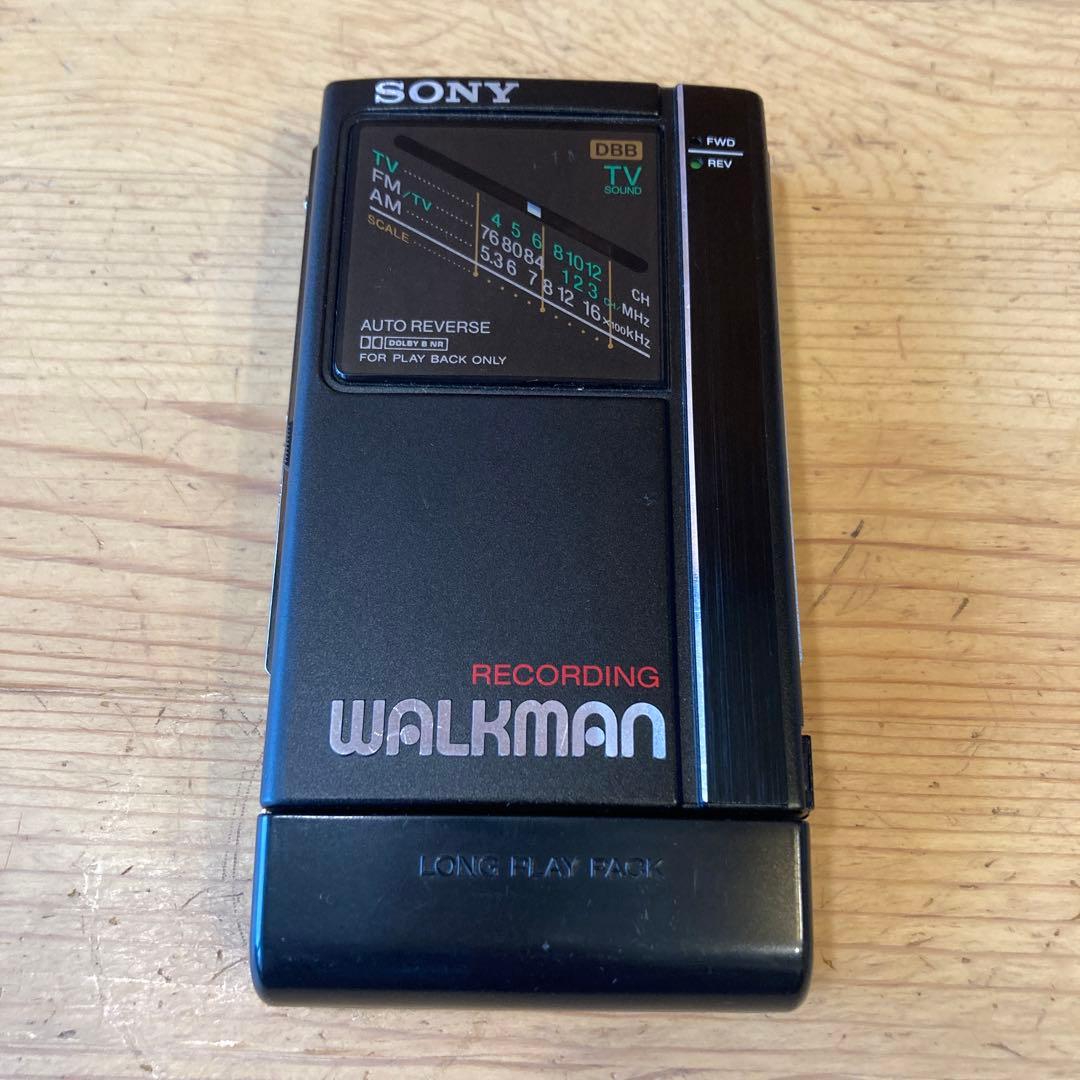 SONY
DBB
TV
SOUND
FWD
REV
TV
FM
/TV
AM
SCALE
4 5 6 8 10 12
76 80 84 1 2 3 CH
5.3 6 7 8 12 16 CH/MHz
×100KHz
AUTO REVERSE
DOLBY B NR
FOR PLAY BACK ONLY
RECORDING
WALKMAN
LONG PLAY PACK